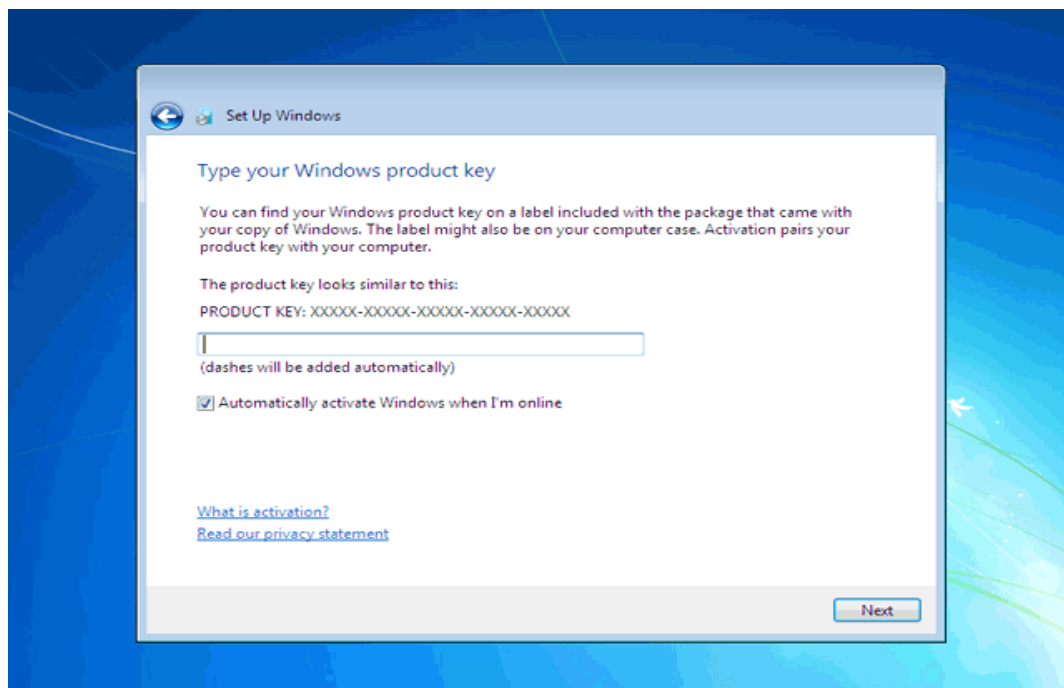 Set Up Windows
Type your Windows product key
You can find your Windows product key on a label included with the package that came with
your copy of Windows. The label might also be on your computer case. Activation pairs your
product key with your computer.
The product key looks similar to this:
PRODUCT KEY: XXXXX-XXXXX-XXXXX-XXXXX-XXXXX
(dashes will be added automatically)
Automatically activate Windows when I'm online
What is activation?
Read our privacy statement
Next